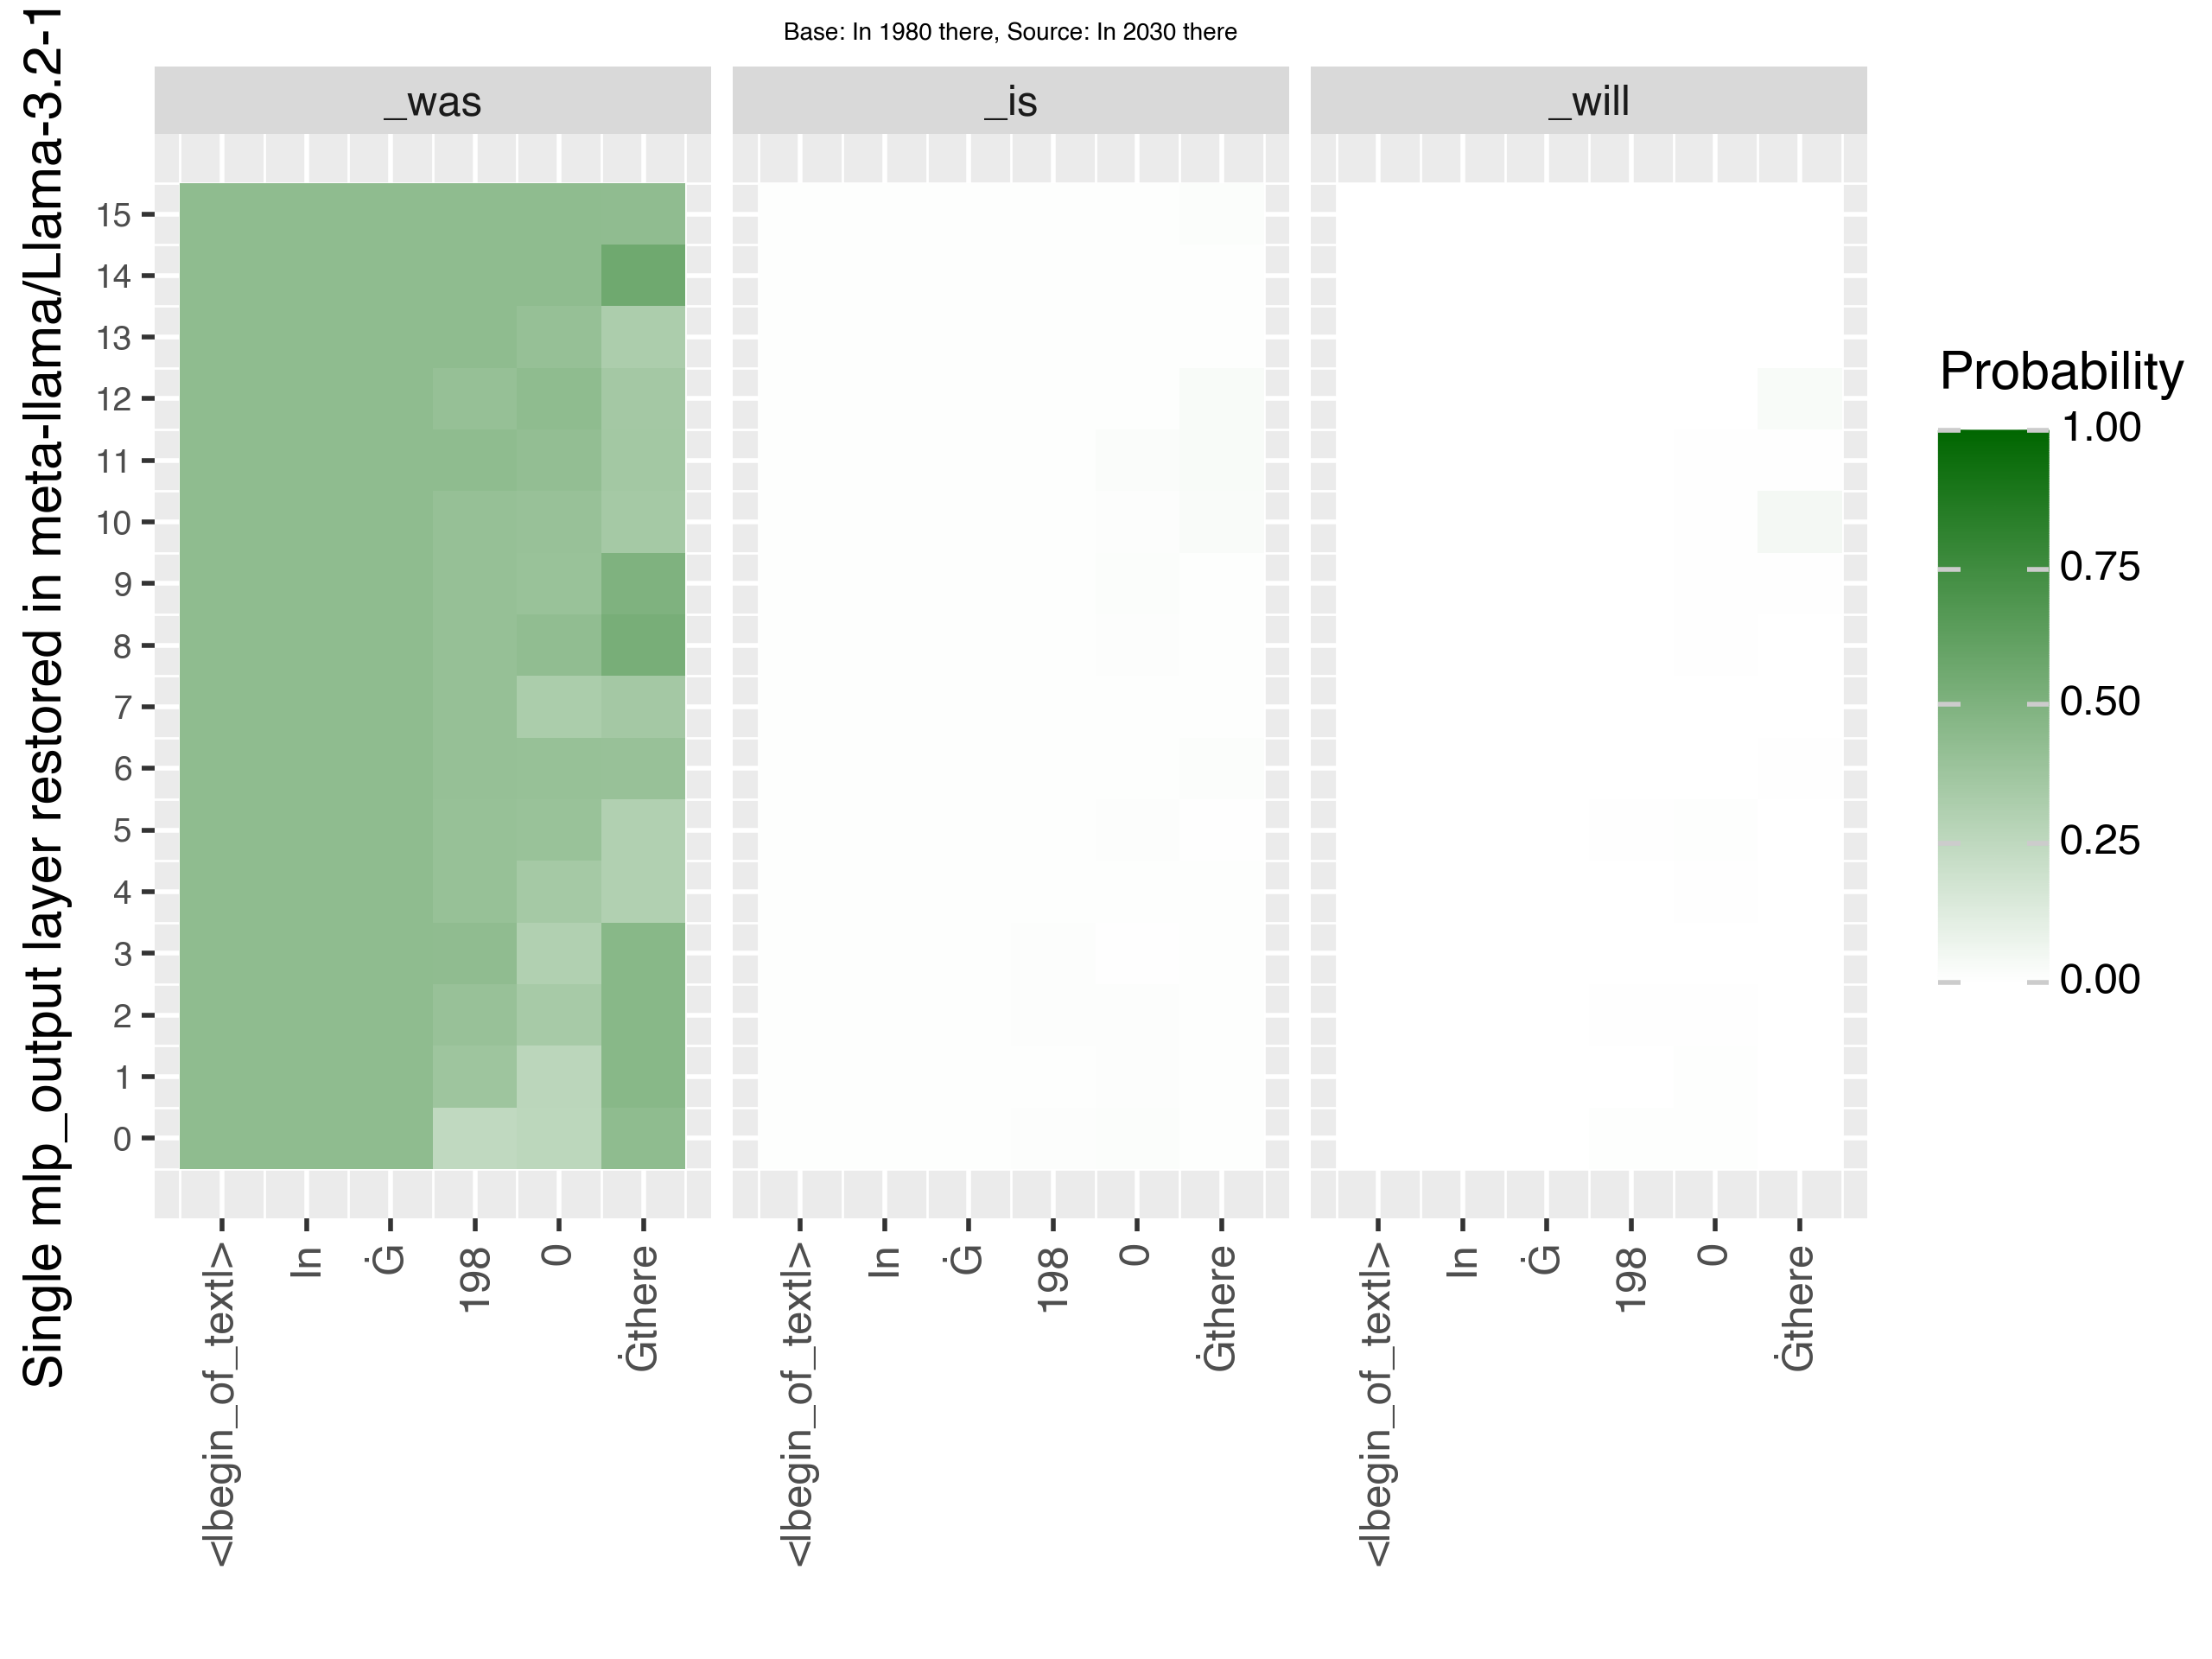 Base: In 1980 there, Source: In 2030 there
_was
_is
_will
Single mlp_output layer restored in meta-llama/Llama-3.2-1
15
14
13
12
11
10
9
8
7
6
5
4
3
2
1
0
<|begin_of_text|>
In
Ġ
198
0
Ġthere
<|begin_of_text|>
In
Ġ
198
0
Ġthere
<|begin_of_text|>
In
Ġ
198
0
Ġthere
Probability
1.00
0.75
0.50
0.25
0.00